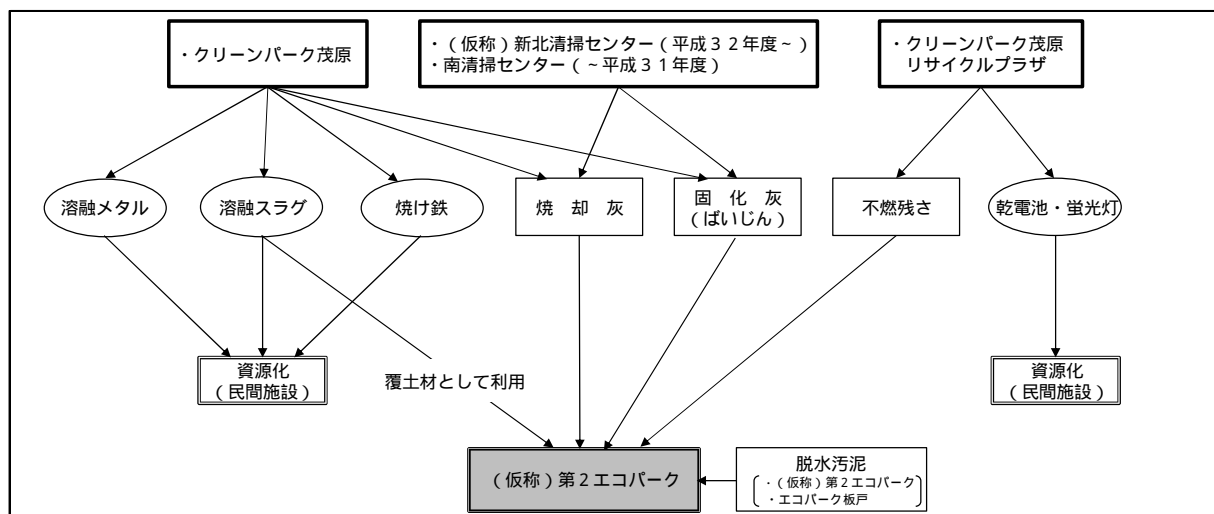 ・クリーンパーク茂原
・（仮称）新北清掃センター（平成３２年度～）
・南清掃センター（～平成３１年度）
・クリーンパーク茂原
リサイクルプラザ
溶融メタル
溶融スラグ
焼け鉄
焼　却　灰
固　化　灰
（ばいじん）
不燃残さ
乾電池・蛍光灯
資源化
（民間施設）
覆土材として利用
資源化
（民間施設）
（仮称）第２エコパーク
脱水汚泥
・（仮称）第２エコパーク
・エコパーク板戸